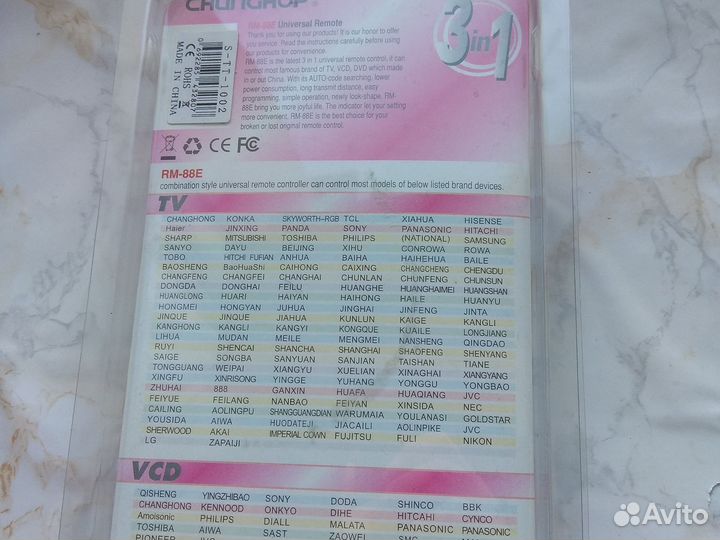 CHUNGHOP
RM-88E Universal Remote
Thank you for using our products! It is our honor to offer
you service. Read the instructions carefully before using
our products for convenience.
RM-88E is the latest 3 in 1 universal remote control, it can
control most famous brand of TV, VCD, DVD which made
in or out China. With its AUTO-code searching, lower
power consumption, long transmit distance, easy
programming, simple operation, newly look-shape, RM-
88E bring you more joyful life. The indicator let your setting
more convenient. RM-88E is the best choice for your
broken or lost original remote control.
3 in 1
S-TT-1002
CE ROHS
MADE IN CHINA
CE FC
RM-88E
combination style universal remote controller can control most models of below listed brand devices.
TV
CHANGHONG KONKA SKYWORTH-RGB TCL XIAHUA HISENSE
Haier JINXING PANDA SONY PANASONIC HITACHI
SHARP MITSUBISHI TOSHIBA PHILIPS (NATIONAL) SAMSUNG
SANYO DAYU BEIJING XIHU CONROWA ROWA
TOBO HITCHI FUFIAN ANHUA BAIHA HAIHEHUA BAILE
BAOSHENG BaoHuaShi CAIHONG CAIXING CHANGCHENG CHENGDU
CHANGFENG CHANGFEI CHANGHAI CHUNLAN CHUNFENG CHUNSUN
DONGDA DONGHAI FEILU HUANGHE HUANGHAIMEI HUANGSHAN
HUANGLONG HUARI HAIYAN HAIHONG HAILE HUANYU
HONGMEI HONGYAN JUHUA JINGHAI JINFENG JINTA
JINQUE JINQUE JIAHUA KUNLUN KAIGE KANGLI
KANGHONG KANGLI KANGYI KONGQUE KUAILE LONGJIANG
LIHUA MUDAN MEILE MENGMEI NANSHENG QINGDAO
RUYI SHENCAI SHANCHA SHANGHAI SHAOFENG SHENYANG
SAIGE SONGBA SANYUAN SANJIAN TAISHAN TIANE
TONGGUANG WEIPAI XIANGYU XUELIAN XINAGHAI XIANGYANG
XINGFU XINRISONG YINGGE YUHANG YONGGU YONGBAO
ZHUHAI 888 GANXIN HUAFA HUAQIANG JVC
FEIYUE FEILANG NANBAO FEIYAN XINSIDA NEC
CAILING AOLINGPU SHANGGUANGDIAN WARUMAIA YOULANASI GOLDSTAR
YOUSIDA AIWA HUODATEJI JIACAILI AOLINPIKE JVC
SHERWOOD AKAI IMPERIAL COWN FUJITSU FULI NIKON
LG ZAPAIJI
VCD
QISHENG YINGZHIBAO SONY DODA SHINCO BBK
CHANGHONG KENNOOD ONKYO DIHE HITCAHI CYNCO
Amoisonic PHILIPS DIALL MALATA PANASONIC PANASONIC
TOSHIBA AIWA SAST ZAOWEI
PIONEER
Avito